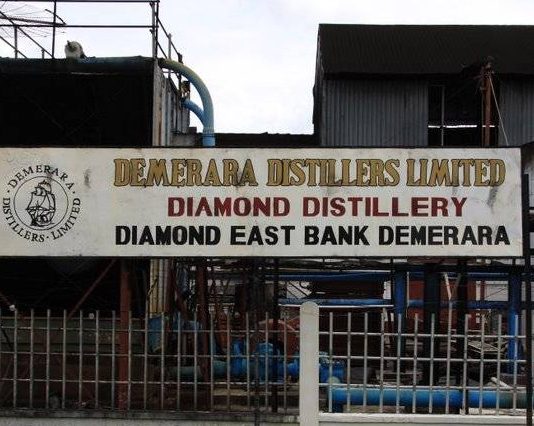 DEMERARA DISTILLERS LIMITED
DIAMOND DISTILLERY
DIAMOND EAST BANK DEMERARA
· DEMERARA · DISTILLERS · LIMITED